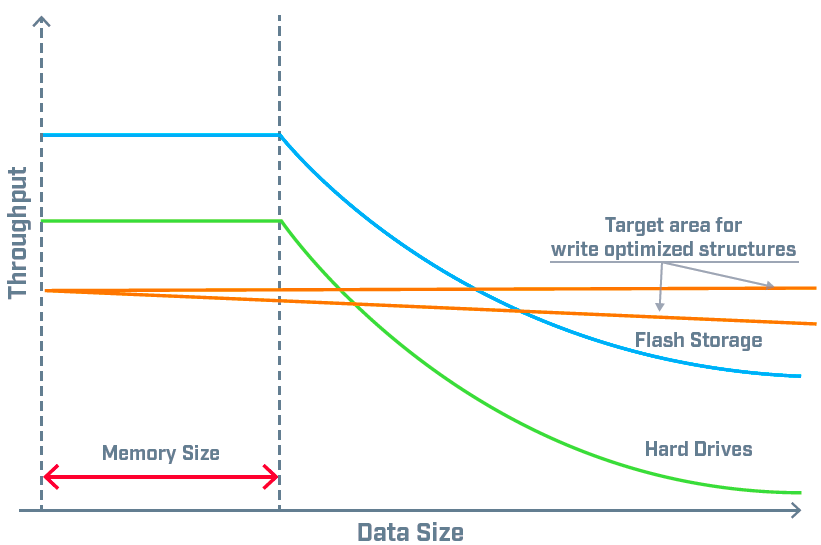 Throughput
Target area for
write optimized structures
Flash Storage
Hard Drives
Memory Size
Data Size